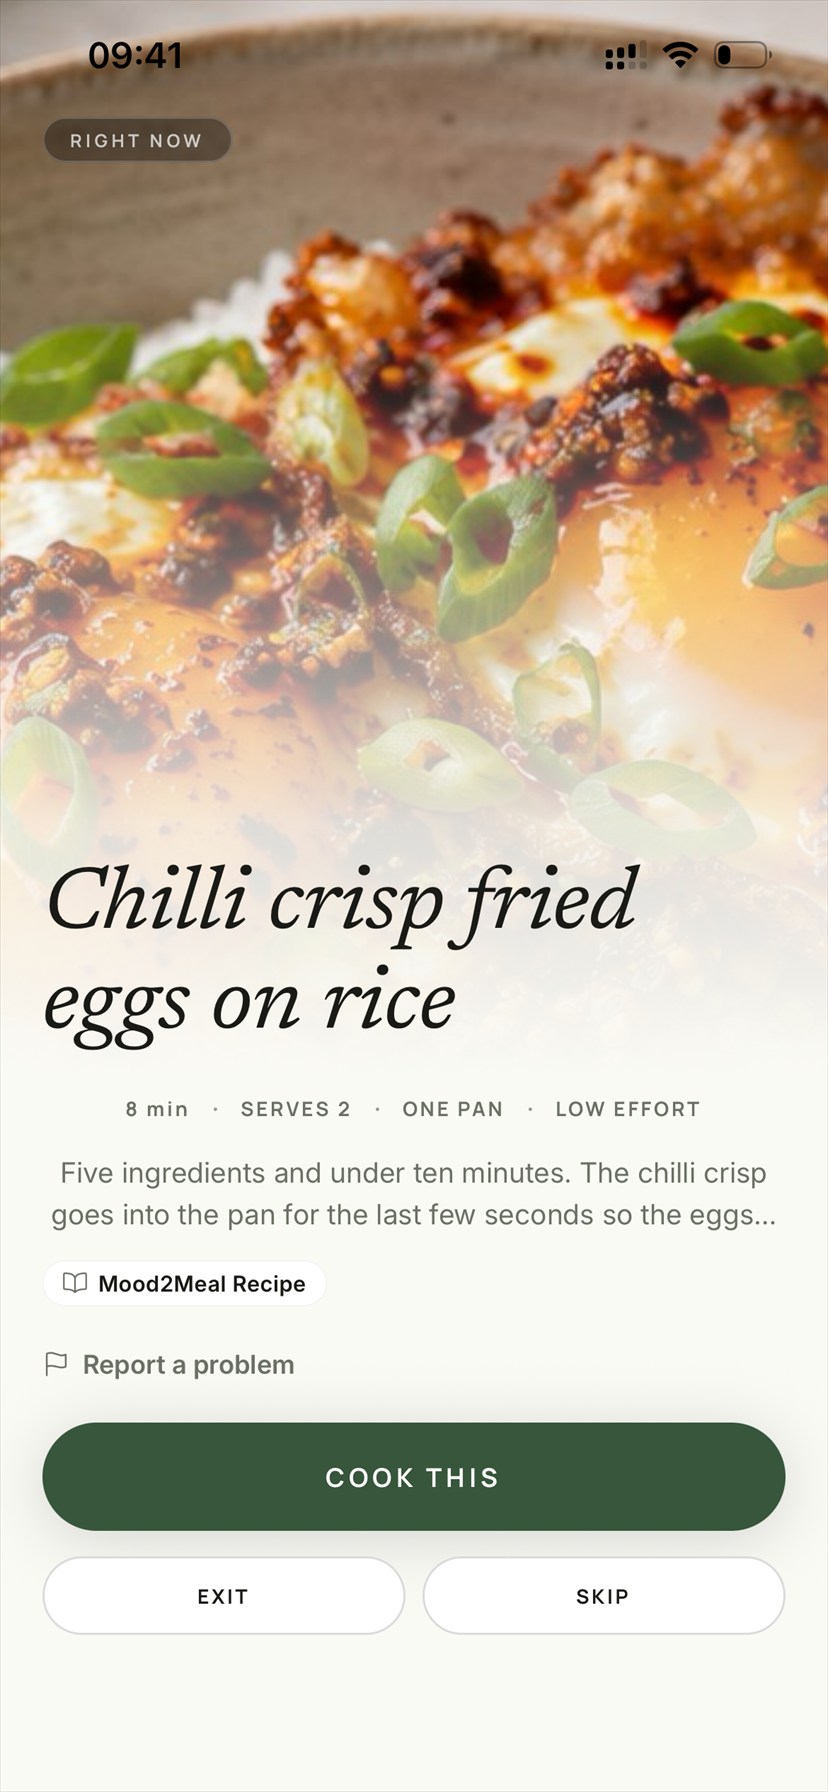 09:41
RIGHT NOW
Chilli crisp fried
eggs on rice
8 min · SERVES 2 · ONE PAN · LOW EFFORT
Five ingredients and under ten minutes. The chilli crisp
goes into the pan for the last few seconds so the eggs...
Mood2Meal Recipe
Report a problem
COOK THIS
EXIT
SKIP